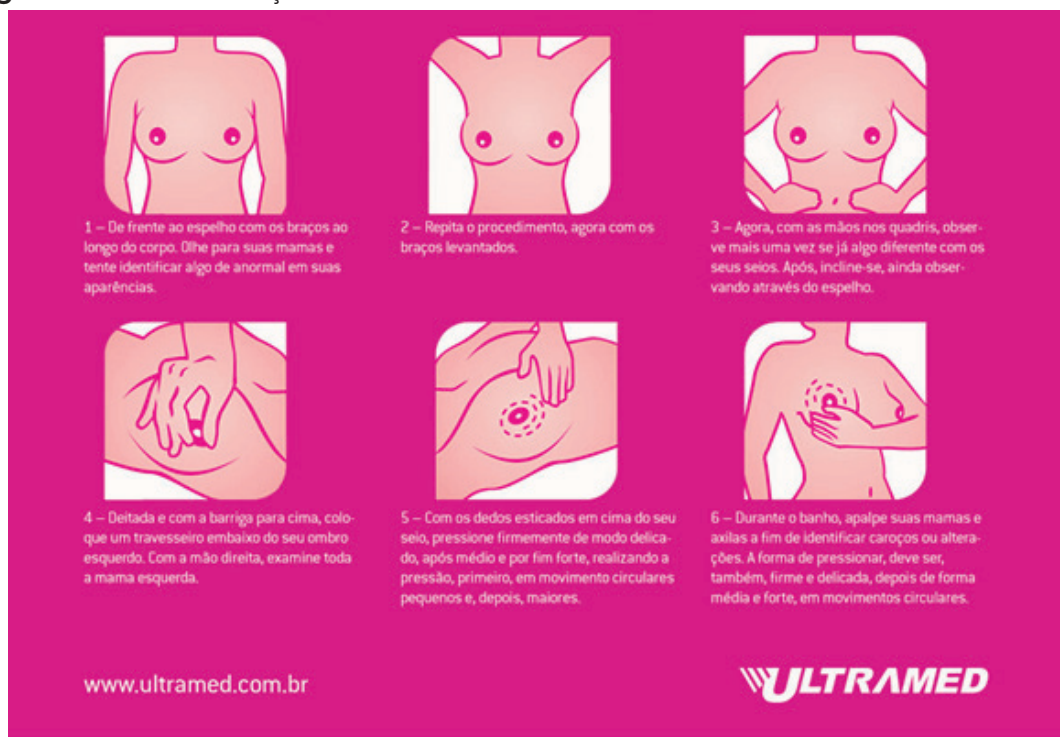 1 – De frente ao espelho com os braços ao
longo do corpo. Olhe para suas mamas e
tente identificar algo de anormal em suas
aparências.
2 – Repita o procedimento, agora com os
braços levantados.
3 – Agora, com as mãos nos quadris, obser-
ve mais uma vez se já algo diferente com os
seus seios. Após, incline-se, ainda obser-
vando através do espelho.
4 – Deitada e com a barriga para cima, colo-
que um travesseiro embaixo do seu ombro
esquerdo. Com a mão direita, examine toda
a mama esquerda.
5 – Com os dedos esticados em cima do seu
seio, pressione firmemente de modo delica-
do, após médio e por fim forte, realizando a
pressão, primeiro, em movimento circulares
pequenos e, depois, maiores.
6 – Durante o banho, apalpe suas mamas e
axilas a fim de identificar caroços ou altera-
ções. A forma de pressionar, deve ser,
também, firme e delicada, depois de forma
média e forte, em movimentos circulares.
www.ultramed.com.br
ULTRAMED